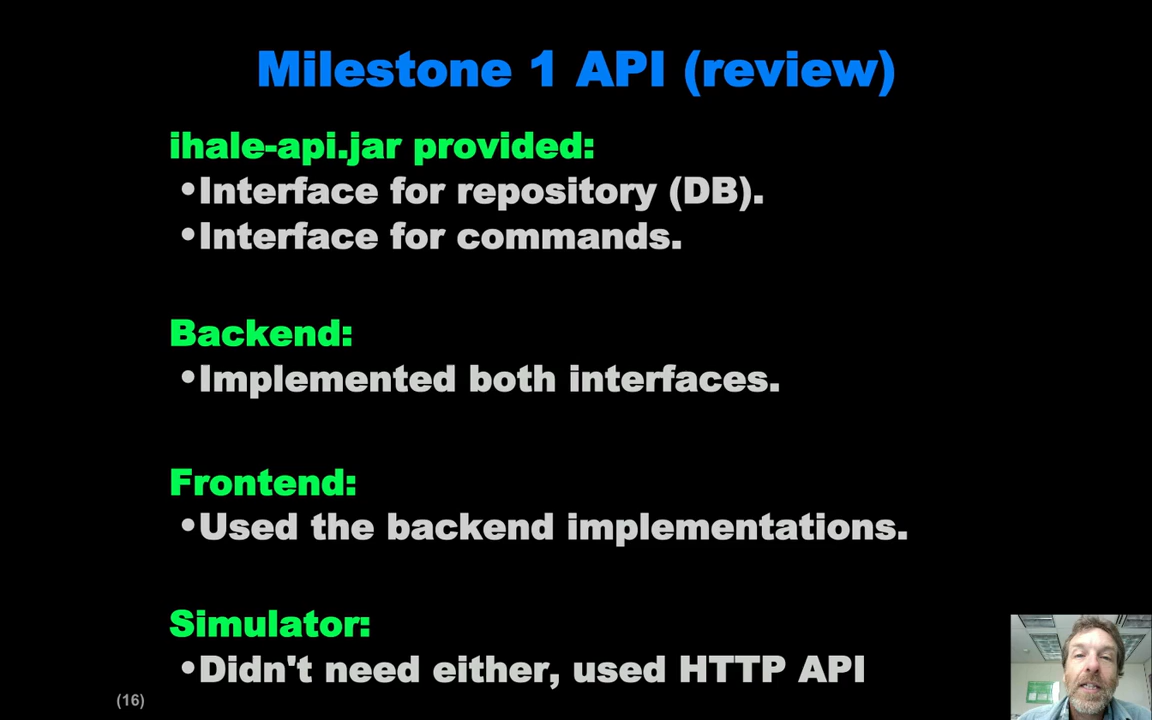 Milestone 1 API (review)
ihale-api.jar provided:
•Interface for repository (DB).
•Interface for commands.
Backend:
•Implemented both interfaces.
Frontend:
•Used the backend implementations.
Simulator:
•Didn't need either, used HTTP API
(16)